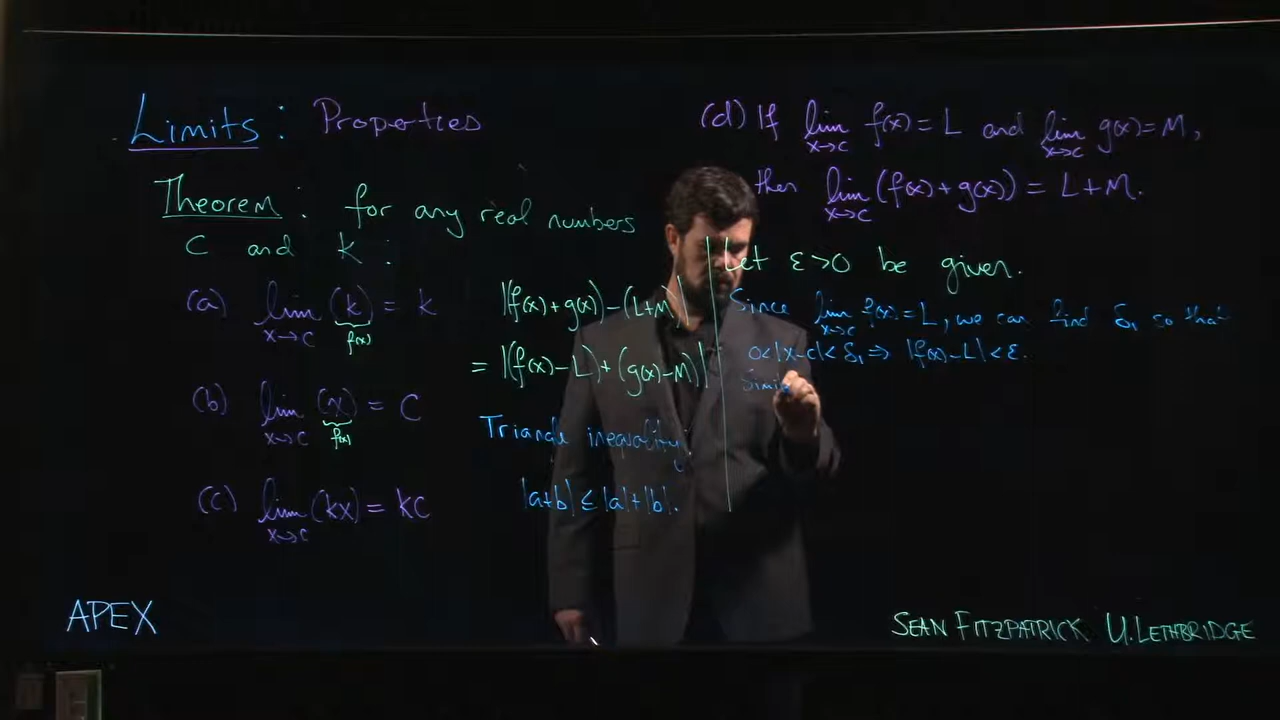 Limits: Properties
Theorem: for any real numbers
c and k:
(a) lim x→c (k) = k
f(x)
(b) lim x→c (x) = c
f(x)
(c) lim x→c (kx) = kc
|(f(x)+g(x))-(L+M)|
= |(f(x)-L)+(g(x)-M)|
Triangle inequality:
|a+b| ≤ |a|+|b|.
(d) If lim x→c f(x) = L and lim x→c g(x) = M,
then lim x→c (f(x)+g(x)) = L+M.
Let ε>0 be given.
Since lim x→c f(x) = L, we can find δ₁ so that
0<|x-c|<δ₁ ⇒ |f(x)-L|<ε.
Simi
APEX
SEAN FITZPATRICK U. LETHBRIDGE